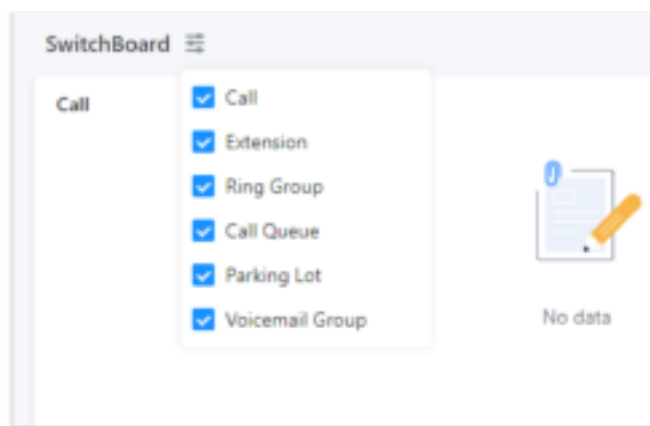 SwitchBoard
Call
Call
Extension
Ring Group
Call Queue
Parking Lot
Voicemail Group
No data